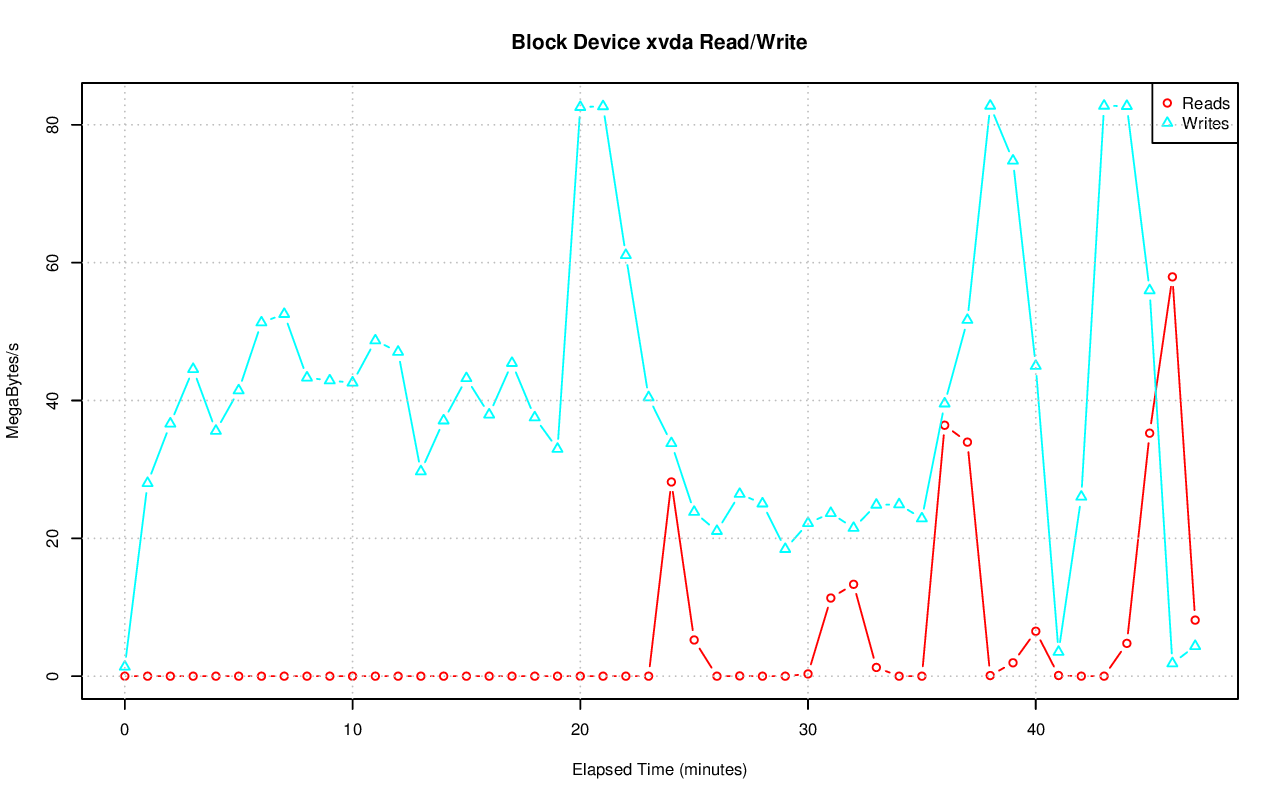 Block Device xvda Read/Write
Reads
Writes
MegaBytes/s
80
60
40
20
0
0 10 20 30 40
Elapsed Time (minutes)